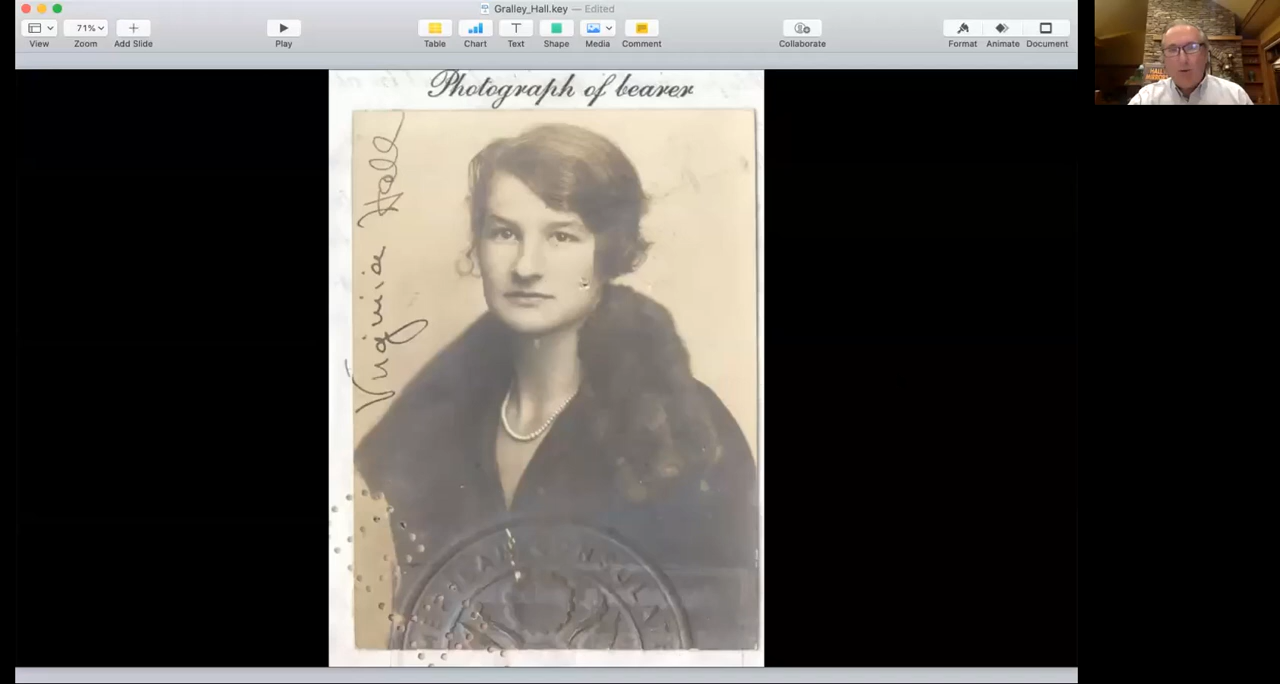 Gralley_Hall.key — Edited
View
71%
Zoom
Add Slide
Play
Table
Chart
Text
Shape
Media
Comment
Collaborate
Format
Animate
Document
Photograph of bearer
Virginia Hall